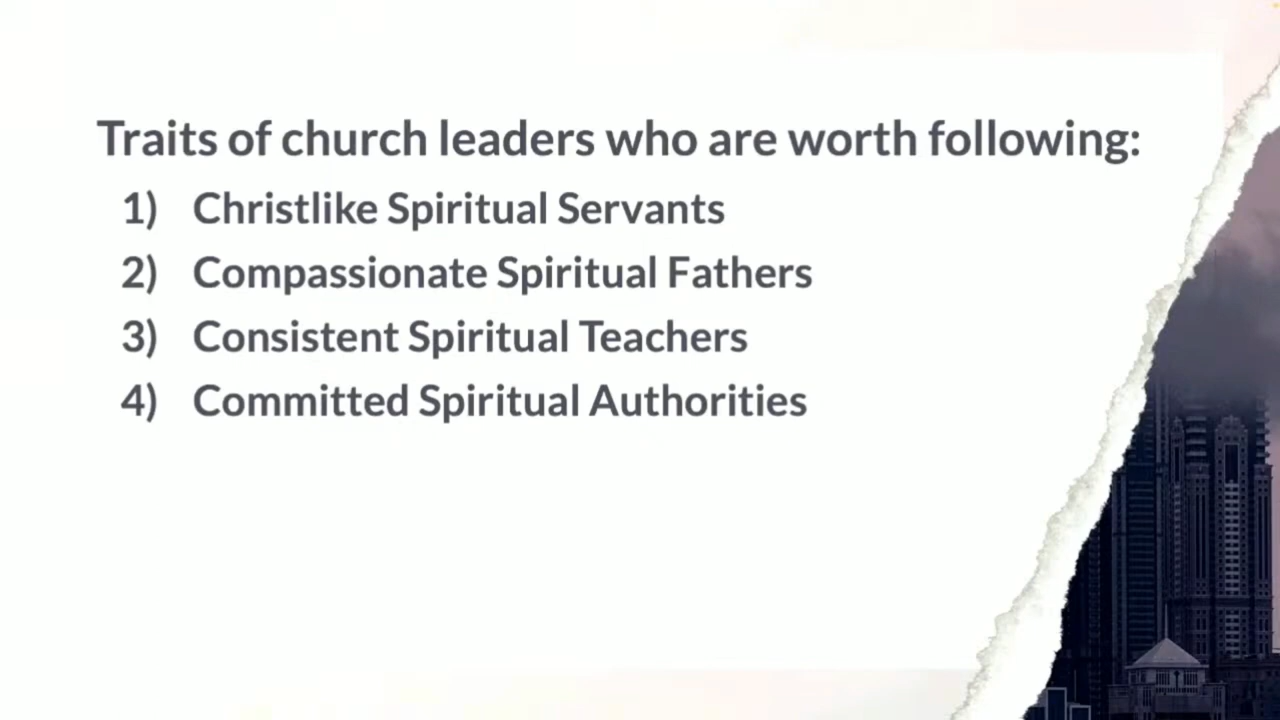 Traits of church leaders who are worth following:
1) Christlike Spiritual Servants
2) Compassionate Spiritual Fathers
3) Consistent Spiritual Teachers
4) Committed Spiritual Authorities